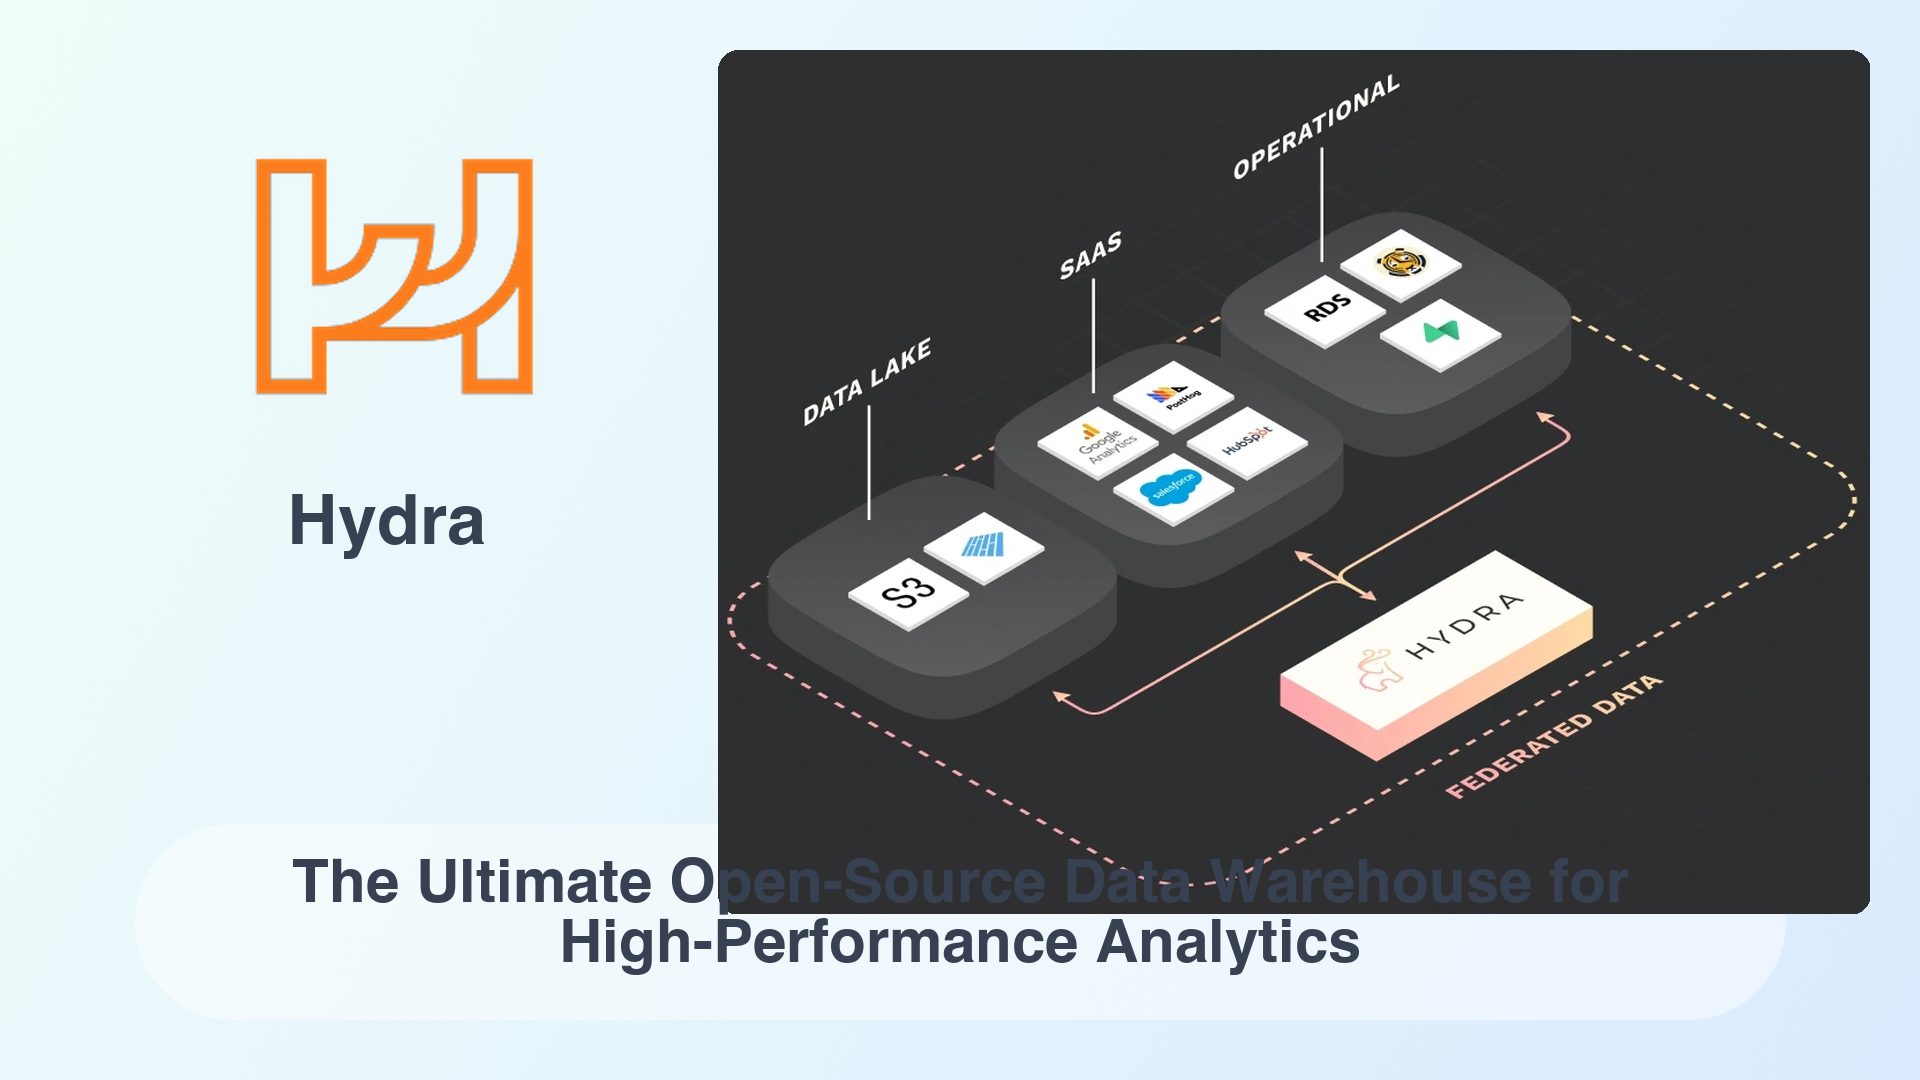 Hydra
OPERATIONAL
SAAS
DATA LAKE
RDS
PostHog
Google
Analytics
HubSpot
salesforce
S3
HYDRA
FEDERATED DATA
The Ultimate Open-Source Data Warehouse for
High-Performance Analytics